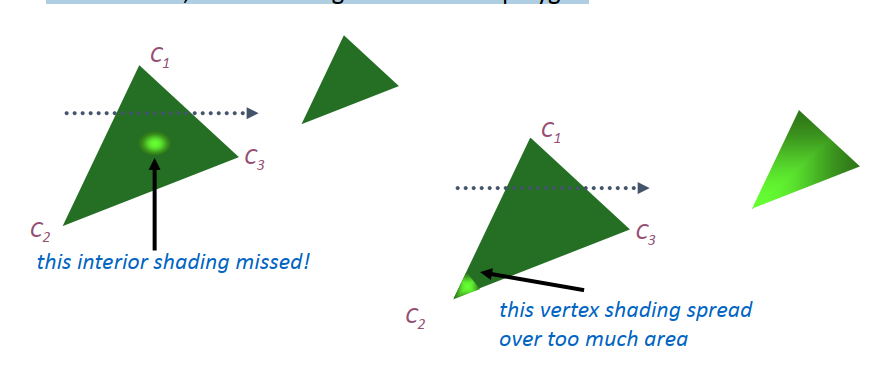 C1
C3
C2
this interior shading missed!
C1
C3
C2
this vertex shading spread
over too much area